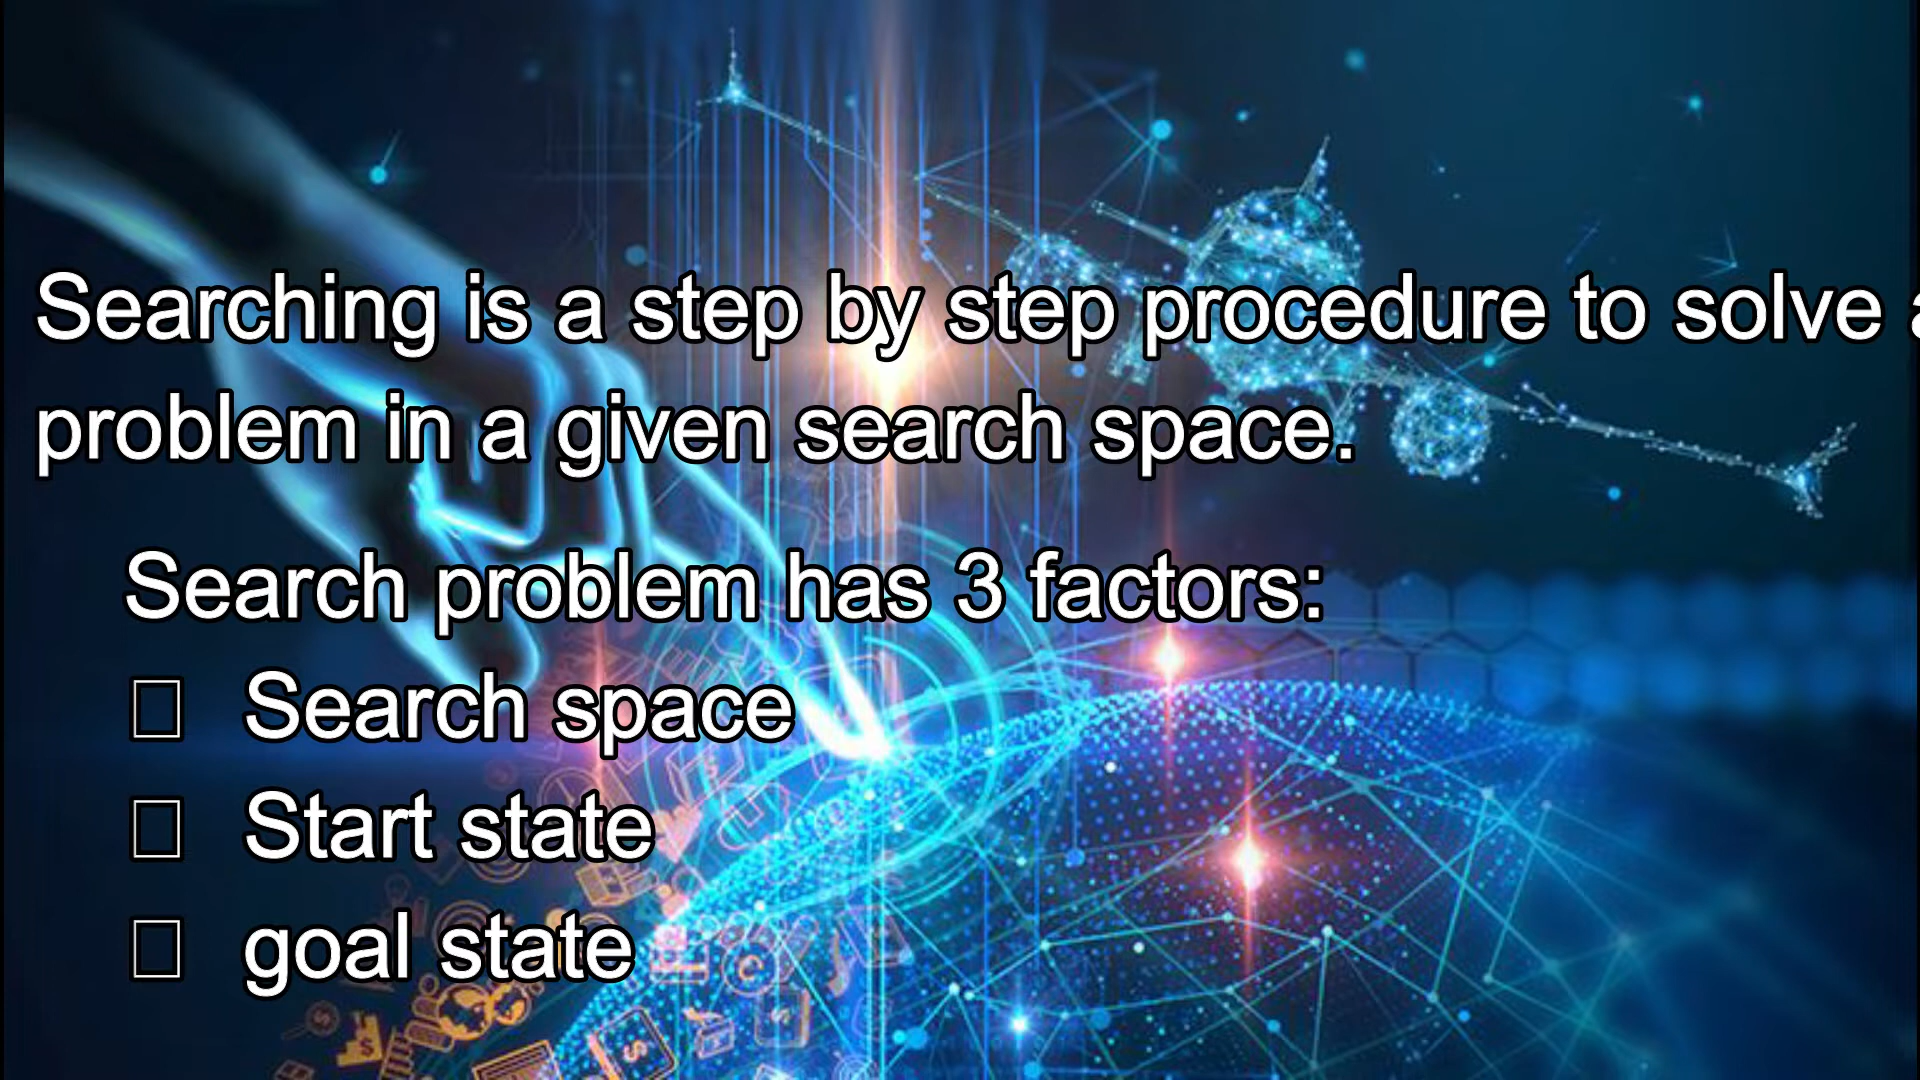 Searching is a step by step procedure to solve a
problem in a given search space.
Search problem has 3 factors:
Search space
Start state
goal state